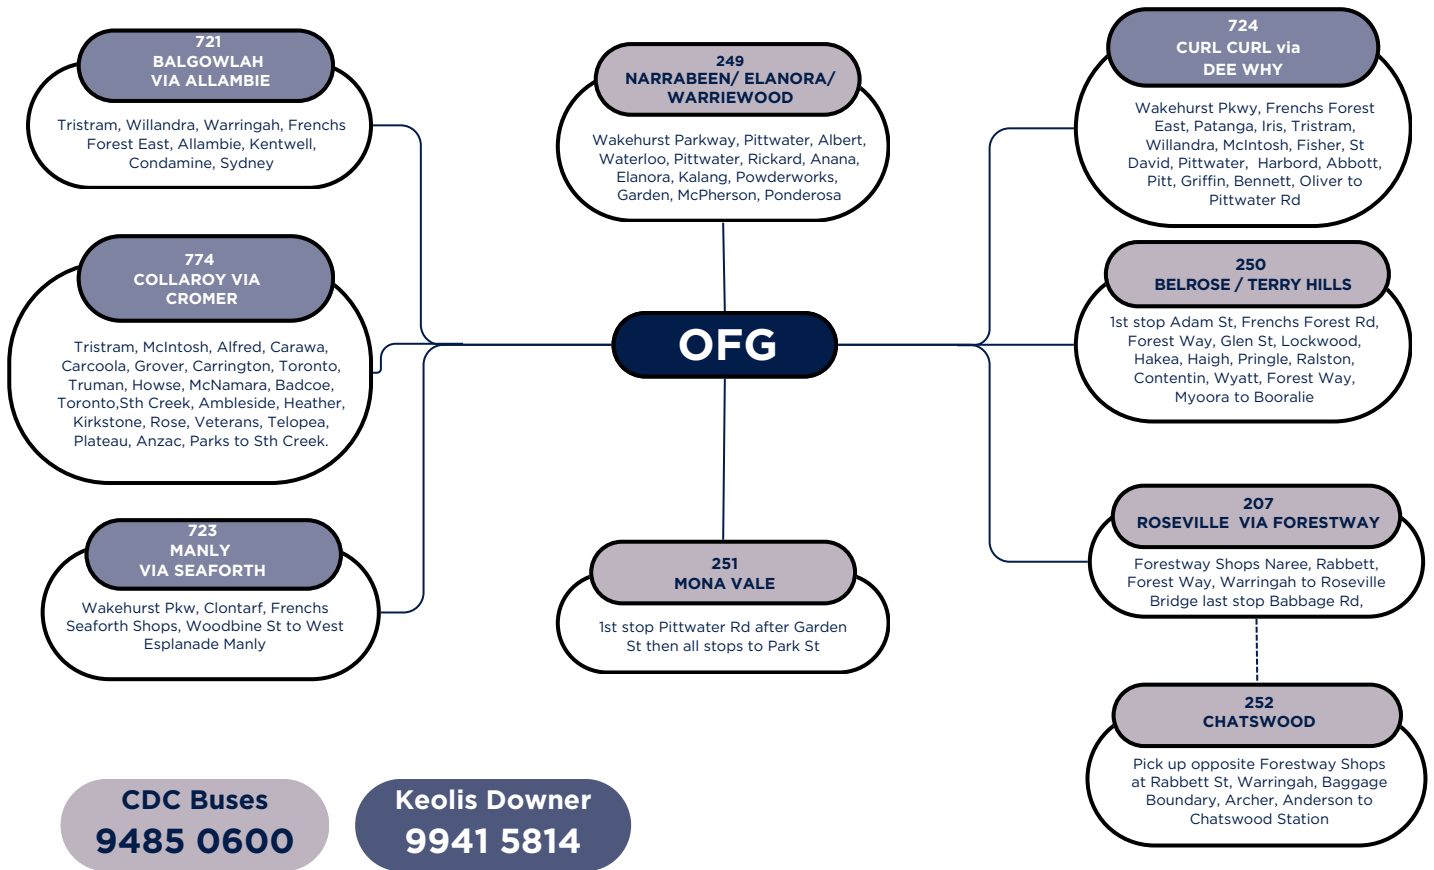 721
BALGOWLAH
VIA ALLAMBIE
Tristram, Willandra, Warringah, Frenchs
Forest East, Allambie, Kentwell,
Condamine, Sydney
774
COLLAROY VIA
CROMER
Tristram, McIntosh, Alfred, Carawa,
Carcoola, Grover, Carrington, Toronto,
Truman, Howse, McNamara, Badcoe,
Toronto,Sth Creek, Ambleside, Heather,
Kirkstone, Rose, Veterans, Telopea,
Plateau, Anzac, Parks to Sth Creek.
723
MANLY
VIA SEAFORTH
Wakehurst Pkw, Clontarf, Frenchs
Seaforth Shops, Woodbine St to West
Esplanade Manly
249
NARRABEEN/ ELANORA/
WARRIEWOOD
Wakehurst Parkway, Pittwater, Albert,
Waterloo, Pittwater, Rickard, Anana,
Elanora, Kalang, Powderworks,
Garden, McPherson, Ponderosa
OFG
251
MONA VALE
1st stop Pittwater Rd after Garden
St then all stops to Park St
724
CURL CURL via
DEE WHY
Wakehurst Pkwy, Frenchs Forest
East, Patanga, Iris, Tristram,
Willandra, McIntosh, Fisher, St
David, Pittwater, Harbord, Abbott,
Pitt, Griffin, Bennett, Oliver to
Pittwater Rd
250
BELROSE / TERRY HILLS
1st stop Adam St, Frenchs Forest Rd,
Forest Way, Glen St, Lockwood,
Hakea, Haigh, Pringle, Ralston,
Contentin, Wyatt, Forest Way,
Myoora to Booralie
207
ROSEVILLE VIA FORESTWAY
Forestway Shops Naree, Rabbett,
Forest Way, Warringah to Roseville
Bridge last stop Babbage Rd,
252
CHATSWOOD
Pick up opposite Forestway Shops
at Rabbett St, Warringah, Baggage
Boundary, Archer, Anderson to
Chatswood Station
CDC Buses
9485 0600
Keolis Downer
9941 5814